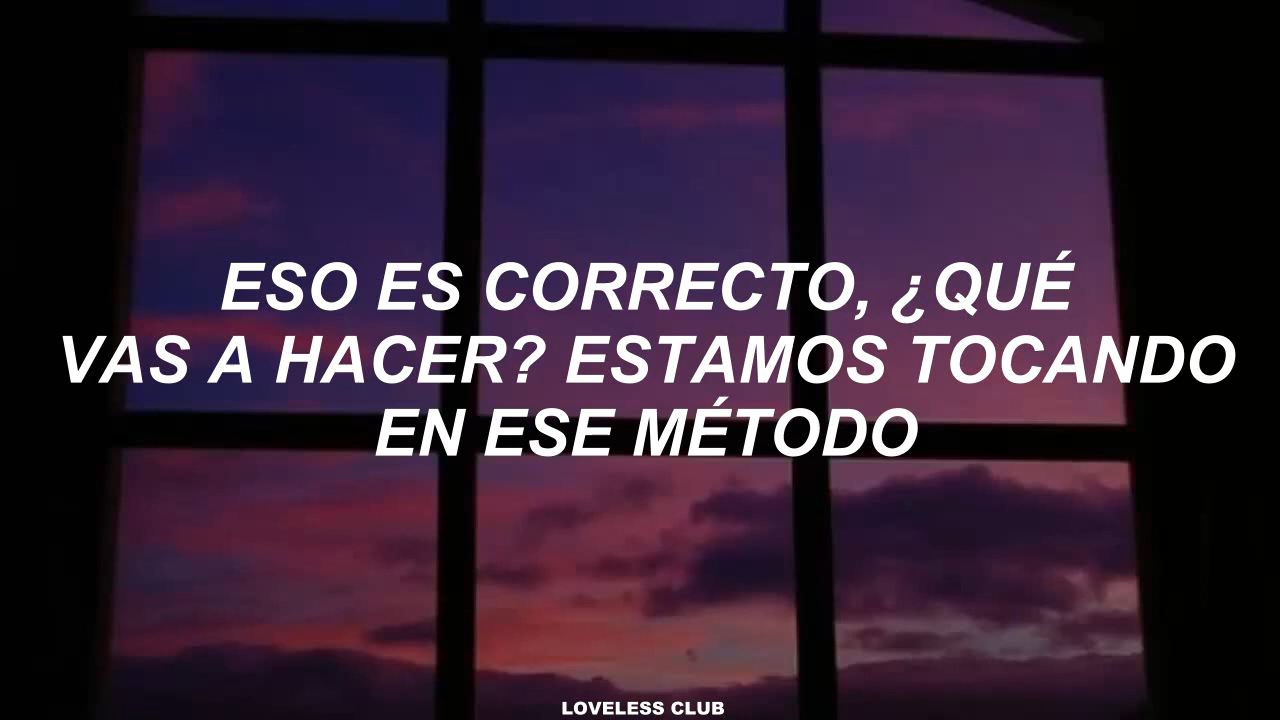 ESO ES CORRECTO, ¿QUÉ
VAS A HACER? ESTAMOS TOCANDO
EN ESE MÉTODO
LOVELESS CLUB